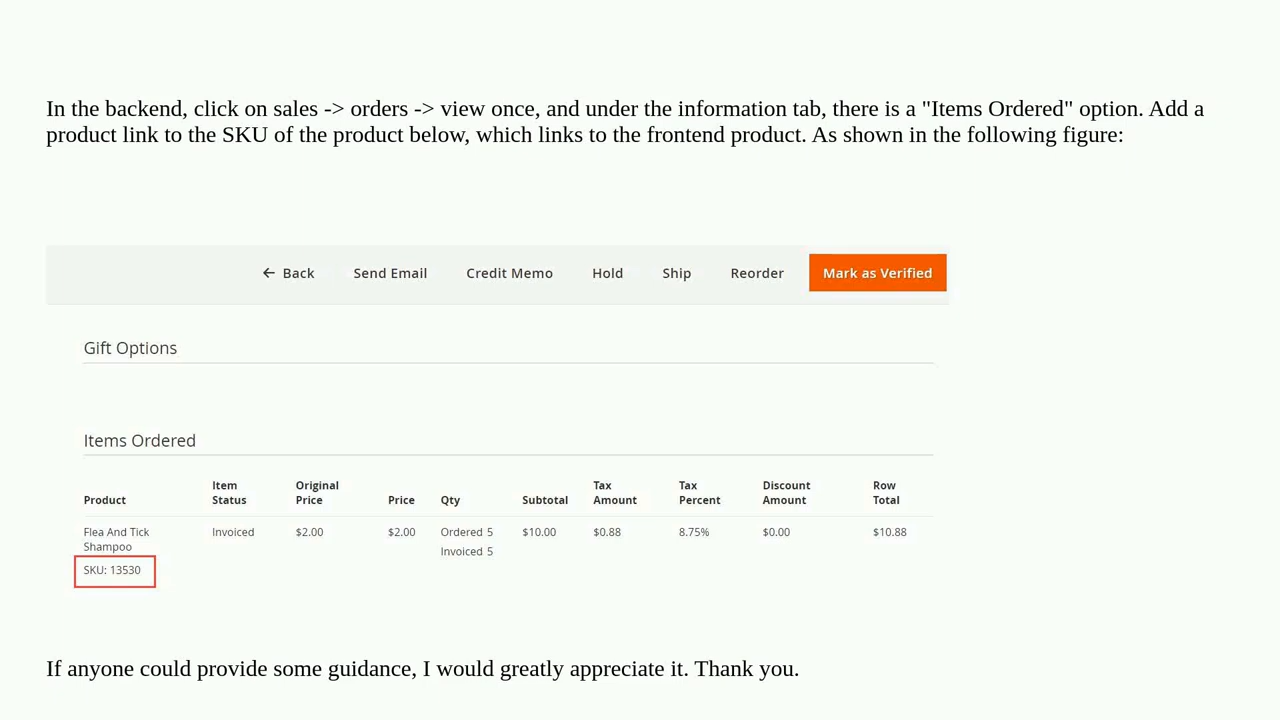 In the backend, click on sales -> orders -> view once, and under the information tab, there is a "Items Ordered" option. Add a
product link to the SKU of the product below, which links to the frontend product. As shown in the following figure:
← Back Send Email Credit Memo Hold Ship Reorder Mark as Verified
Gift Options
Items Ordered
Product Item Status Original Price Price Qty Subtotal Tax Amount Tax Percent Discount Amount Row Total
Flea And Tick Invoiced $2.00 $2.00 Ordered 5 $10.00 $0.88 8.75% $0.00 $10.88
Shampoo Invoiced 5
SKU: 13530
If anyone could provide some guidance, I would greatly appreciate it. Thank you.